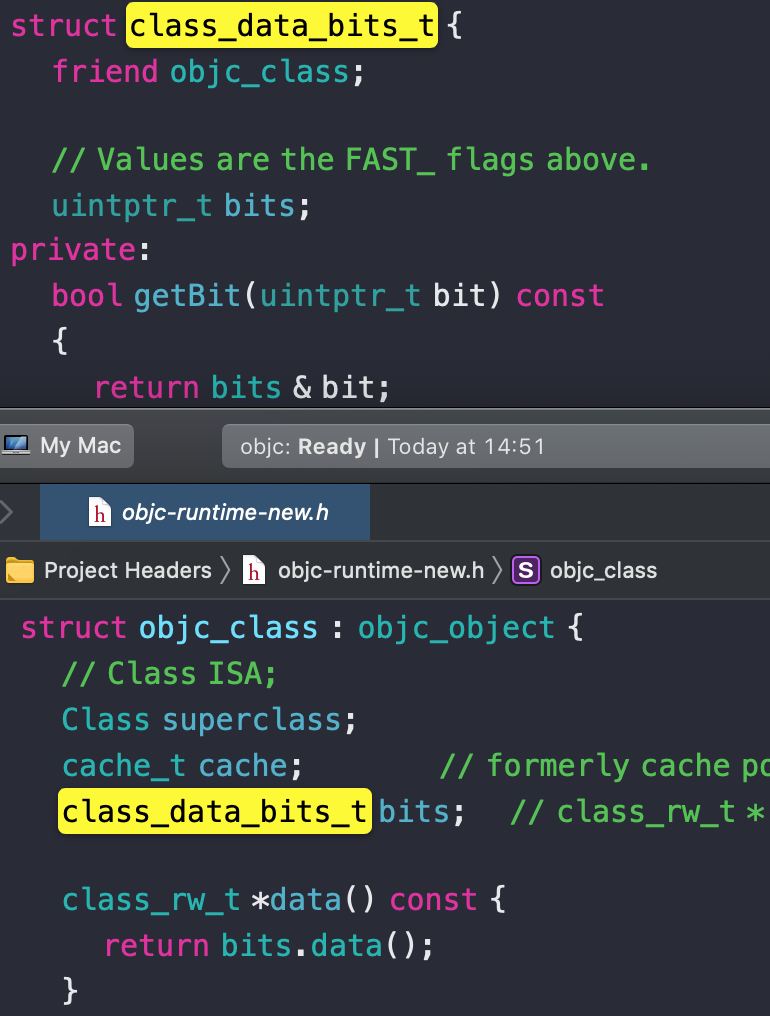 struct class_data_bits_t {
friend objc_class;
// Values are the FAST_ flags above.
uintptr_t bits;
private:
bool getBit(uintptr_t bit) const
{
return bits & bit;
My Mac
objc: Ready | Today at 14:51
h objc-runtime-new.h
Project Headers 〉 h objc-runtime-new.h 〉 S objc_class
struct objc_class : objc_object {
// Class ISA;
Class superclass;
cache_t cache; // formerly cache
class_data_bits_t bits; // class_rw_t *
class_rw_t *data() const {
return bits.data();
}